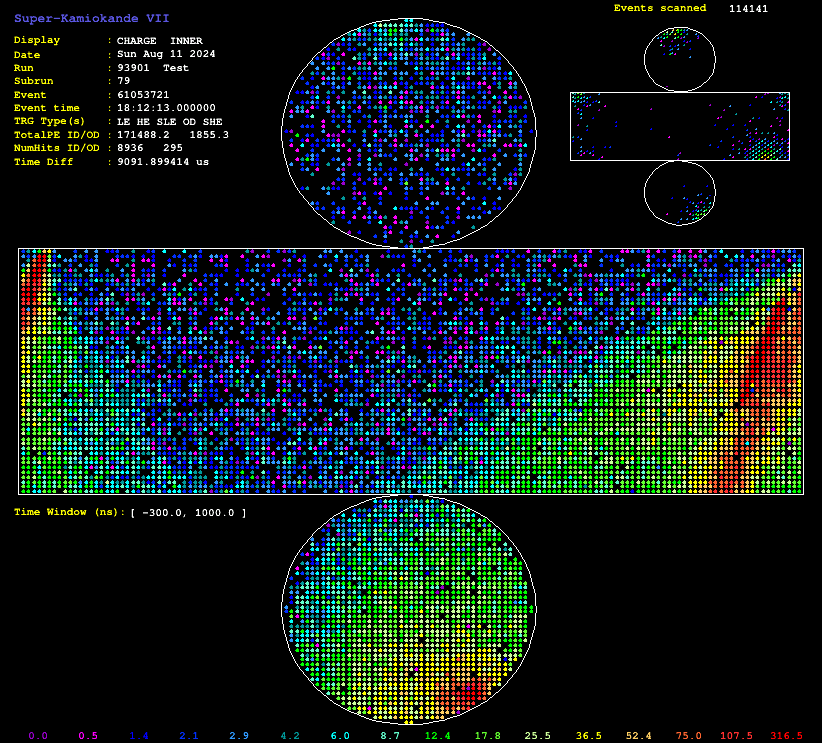 Super-Kamiokande VII
Events scanned 114141
Display : CHARGE INNER
Date : Sun Aug 11 2024
Run : 93901 Test
Subrun : 79
Event : 61053721
Event time : 18:12:13.000000
TRG Type(s) : LE HE SLE OD SHE
TotalPE ID/OD : 171488.2 1855.3
NumHits ID/OD : 8936 295
Time Diff : 9091.899414 us
Time Window (ns): [ -300.0, 1000.0 ]
0.0 0.5 1.4 2.1 2.9 4.2 6.0 8.7 12.4 17.8 25.5 36.5 52.4 75.0 107.5 316.5